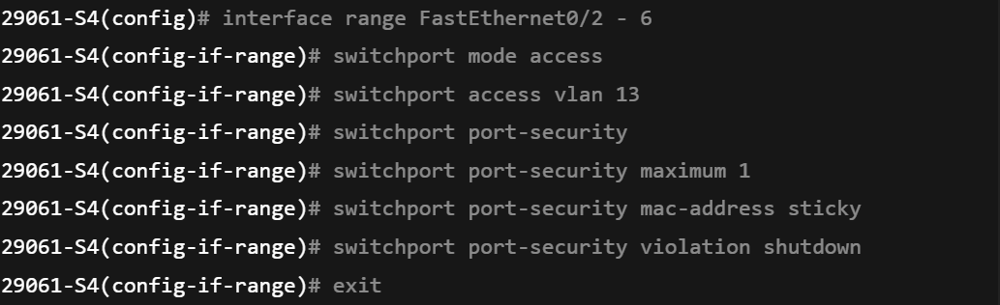 29061-S4(config)# interface range FastEthernet0/2 - 6
29061-S4(config-if-range)# switchport mode access
29061-S4(config-if-range)# switchport access vlan 13
29061-S4(config-if-range)# switchport port-security
29061-S4(config-if-range)# switchport port-security maximum 1
29061-S4(config-if-range)# switchport port-security mac-address sticky
29061-S4(config-if-range)# switchport port-security violation shutdown
29061-S4(config-if-range)# exit